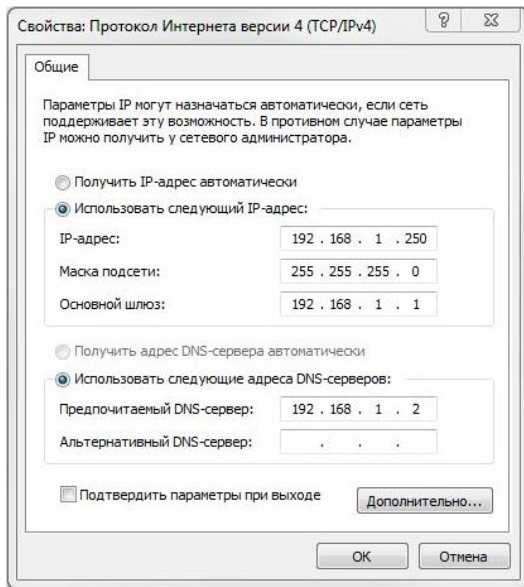 Свойства: Протокол Интернета версии 4 (TCP/IPv4)
Общие
Параметры IP могут назначаться автоматически, если сеть
поддерживает эту возможность. В противном случае параметры
IP можно получить у сетевого администратора.
Получить IP-адрес автоматически
Использовать следующий IP-адрес:
IP-адрес: 192 . 168 . 1 . 250
Маска подсети: 255 . 255 . 255 . 0
Основной шлюз: 192 . 168 . 1 . 1
Получить адрес DNS-сервера автоматически
Использовать следующие адреса DNS-серверов:
Предпочитаемый DNS-сервер: 192 . 168 . 1 . 2
Альтернативный DNS-сервер: . . .
Подтвердить параметры при выходе Дополнительно...
ОК Отмена